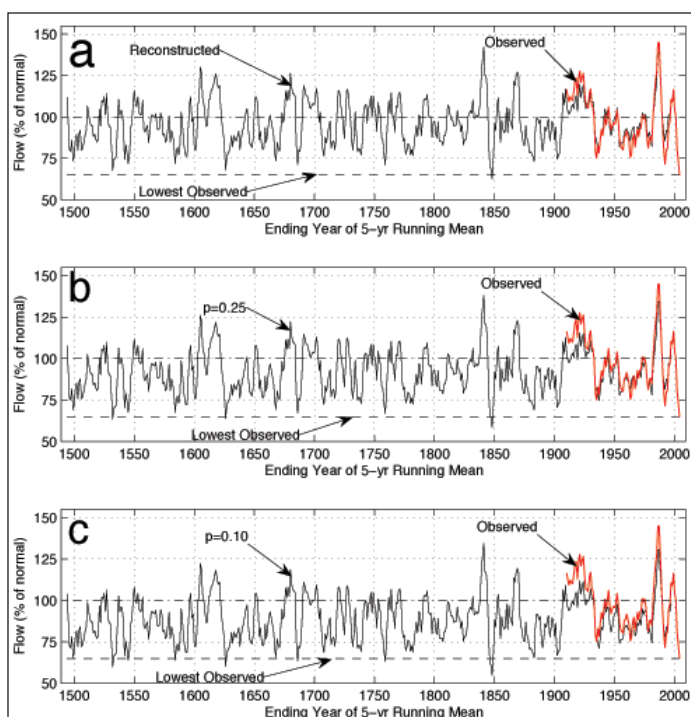 a
Reconstructed
Observed
Lowest Observed
Flow (% of normal)
150
125
100
75
50
1500 1550 1600 1650 1700 1750 1800 1850 1900 1950 2000
Ending Year of 5-yr Running Mean
b
p=0.25
Observed
Lowest Observed
Flow (% of normal)
150
125
100
75
50
1500 1550 1600 1650 1700 1750 1800 1850 1900 1950 2000
Ending Year of 5-yr Running Mean
c
p=0.10
Observed
Lowest Observed
Flow (% of normal)
150
125
100
75
50
1500 1550 1600 1650 1700 1750 1800 1850 1900 1950 2000
Ending Year of 5-yr Running Mean